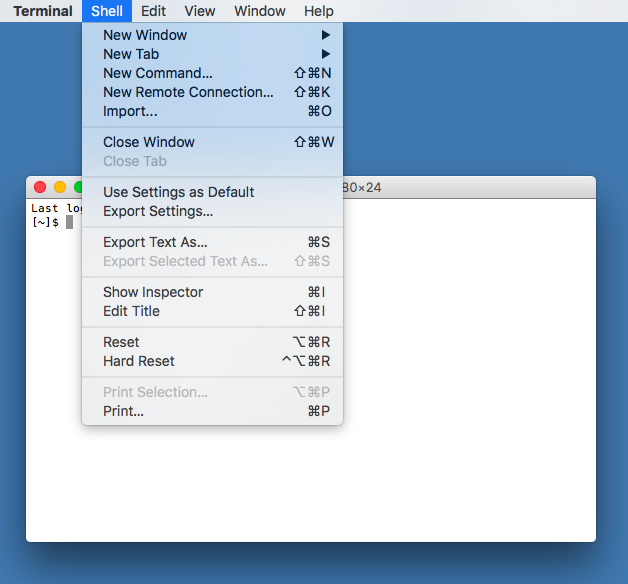 Terminal Shell Edit View Window Help
New Window ▶
New Tab ▶
New Command... ⇧⌘N
New Remote Connection... ⇧⌘K
Import... ⌘O
Close Window ⇧⌘W
Close Tab
Use Settings as Default
Export Settings...
Export Text As... ⌘S
Export Selected Text As... ⇧⌘S
Show Inspector ⌘I
Edit Title ⇧⌘I
Reset ⌥⌘R
Hard Reset ^⌥⌘R
Print Selection... ⌥⌘P
Print... ⌘P
80×24
Last
[~]$